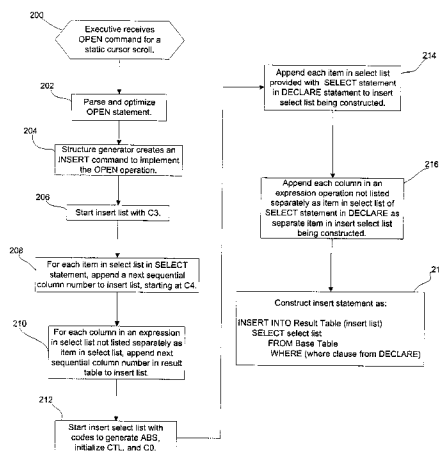 200
Executive receives
OPEN command for a
static cursor scroll.
202
Parse and optimize
OPEN statement.
204
Structure generator creates an
INSERT command to implement
the OPEN operation.
206
Start insert list with C3.
208
For each item in select list in SELECT
statement, append a next sequential
column number to insert list, starting at C4.
210
For each column in an expression
in select list not listed separately as
item in select list, append next
sequential column number in result
table to insert list.
212
Start insert select list with
codes to generate ABS,
initialize CTL, and C0.
214
Append each item in select list
provided with SELECT statement
in DECLARE statement to insert
select list being constructed.
216
Append each column in an
expression operation not listed
separately as item in select list of
SELECT statement in DECLARE as
separate item in insert select list
being constructed.
21
Construct insert statement as:
INSERT INTO Result Table (insert list)
SELECT select list
FROM Base Table
WHERE (where clause from DECLARE)